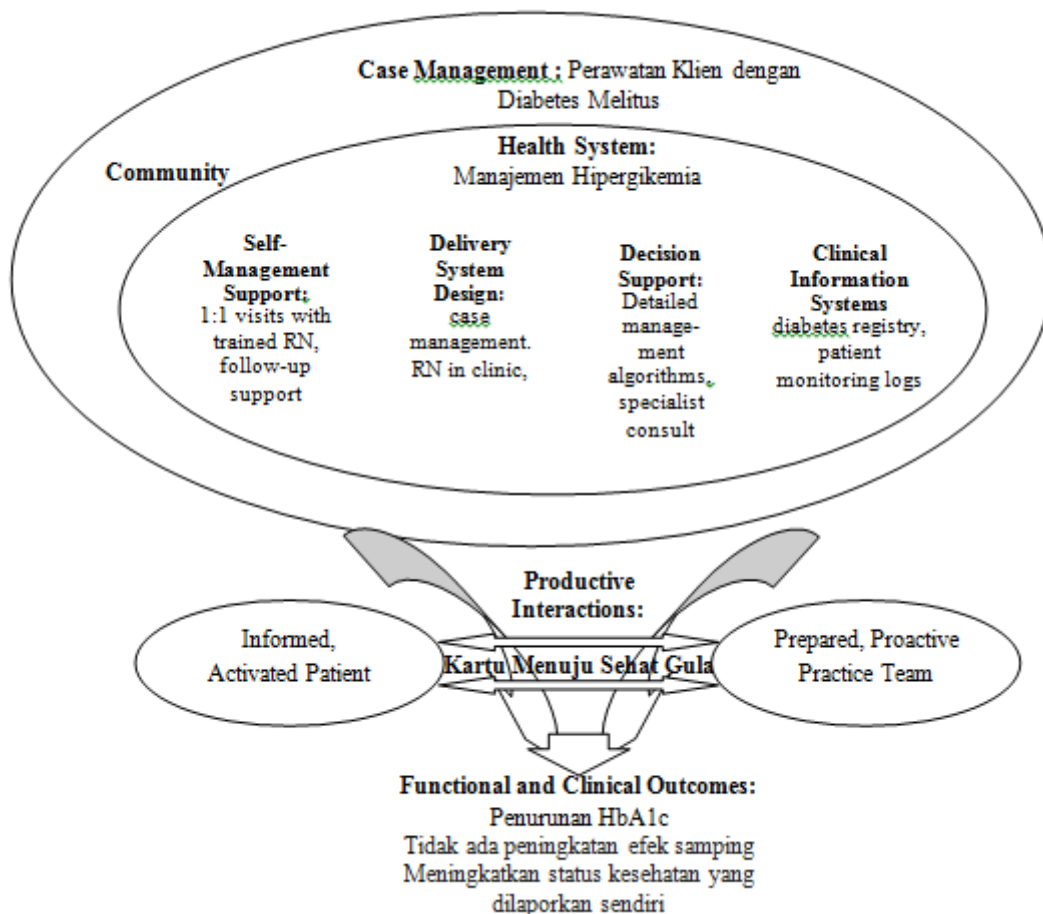 Case Management : Perawatan Klien dengan
Diabetes Melitus
Community
Health System:
Manajemen Hipergikemia
Self-
Management
Support;
1:1 visits with
trained RN,
follow-up
support
Delivery
System
Design:
case
management.
RN in clinic,
Decision
Support:
Detailed
manage-
ment
algorithms,
specialist
consult
Clinical
Information
Systems
diabetes registry,
patient
monitoring logs
Productive
Interactions:
Informed,
Activated Patient
Kartu Menuju Sehat Gula
Prepared, Proactive
Practice Team
Functional and Clinical Outcomes:
Penurunan HbA1c
Tidak ada peningkatan efek samping
Meningkatkan status kesehatan yang
dilaporkan sendiri